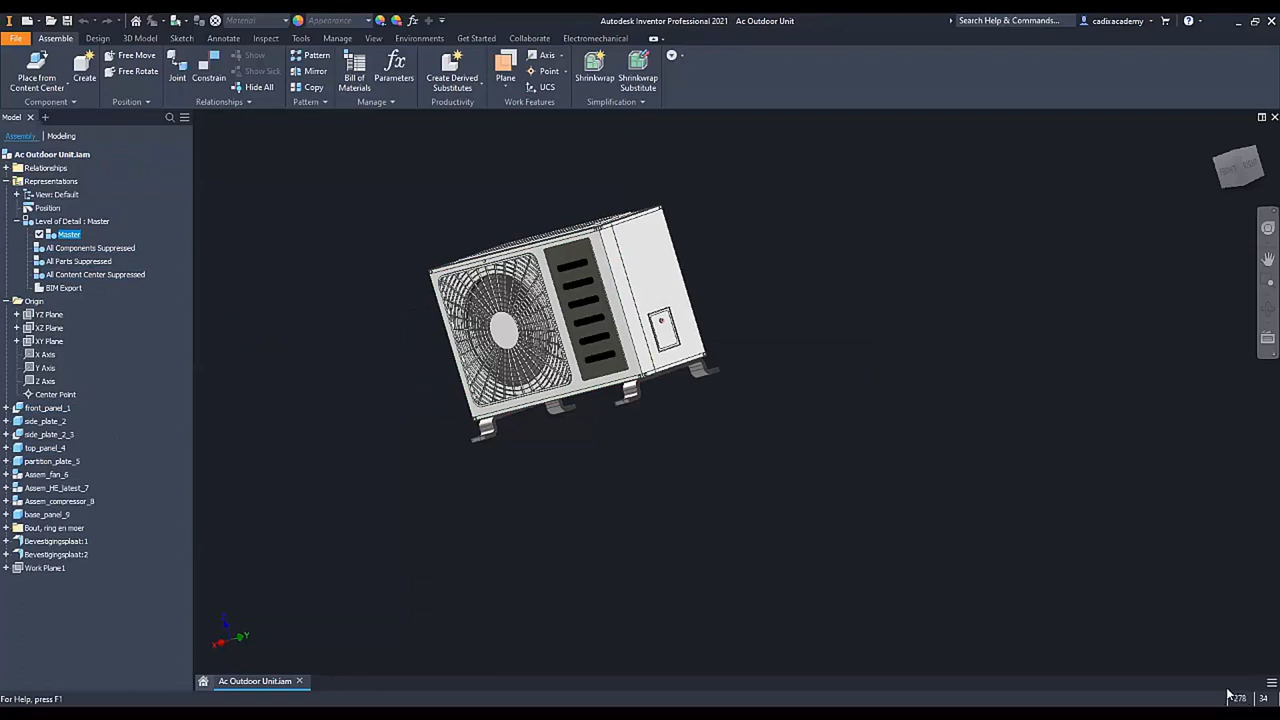 Material
Appearance
Autodesk Inventor Professional 2021 Ac Outdoor Unit
Search Help & Commands...
cadixacademy
File Assemble Design 3D Model Sketch Annotate Inspect Tools Manage View Environments Get Started Collaborate Electromechanical
Place from
Content Center
Create
Free Move
Free Rotate
Joint
Constrain
Show
Show Sick
Hide All
Pattern
Mirror
Copy
Bill of
Materials
Parameters
Create Derived
Substitutes
Plane
Axis
Point
UCS
Shrinkwrap
Shrinkwrap
Substitute
Component Position Relationships Pattern Manage Productivity Work Features Simplification
Model
Assembly Modeling
Ac Outdoor Unit.iam
Relationships
Representations
View: Default
Position
Level of Detail : Master
Master
All Components Suppressed
All Parts Suppressed
All Content Center Suppressed
BIM Export
Origin
YZ Plane
XZ Plane
XY Plane
X Axis
Y Axis
Z Axis
Center Point
front_panel_1
side_plate_2
side_plate_2_3
top_panel_4
partition_plate_5
Assem_fan_6
Assem_HE_latest_7
Assem_compressor_8
base_panel_9
Bout, ring en moer
Bevestigingsplaat:1
Bevestigingsplaat:2
Work Plane1
Z
X
Y
Ac Outdoor Unit.iam
For Help, press F1
278 34